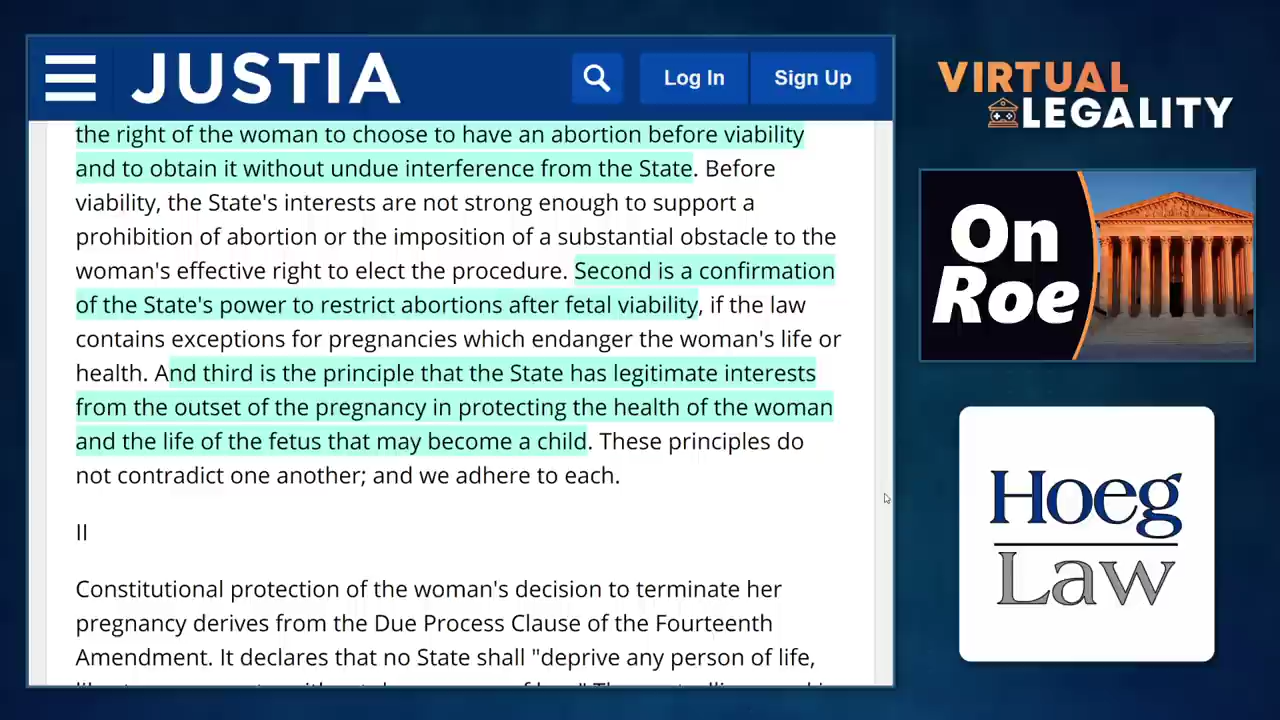 JUSTIA
Log In
Sign Up
the right of the woman to choose to have an abortion before viability
and to obtain it without undue interference from the State. Before
viability, the State's interests are not strong enough to support a
prohibition of abortion or the imposition of a substantial obstacle to the
woman's effective right to elect the procedure. Second is a confirmation
of the State's power to restrict abortions after fetal viability, if the law
contains exceptions for pregnancies which endanger the woman's life or
health. And third is the principle that the State has legitimate interests
from the outset of the pregnancy in protecting the health of the woman
and the life of the fetus that may become a child. These principles do
not contradict one another; and we adhere to each.
II
Constitutional protection of the woman's decision to terminate her
pregnancy derives from the Due Process Clause of the Fourteenth
Amendment. It declares that no State shall "deprive any person of life,
VIRTUAL
LEGALITY
On
Roe
Hoeg
Law